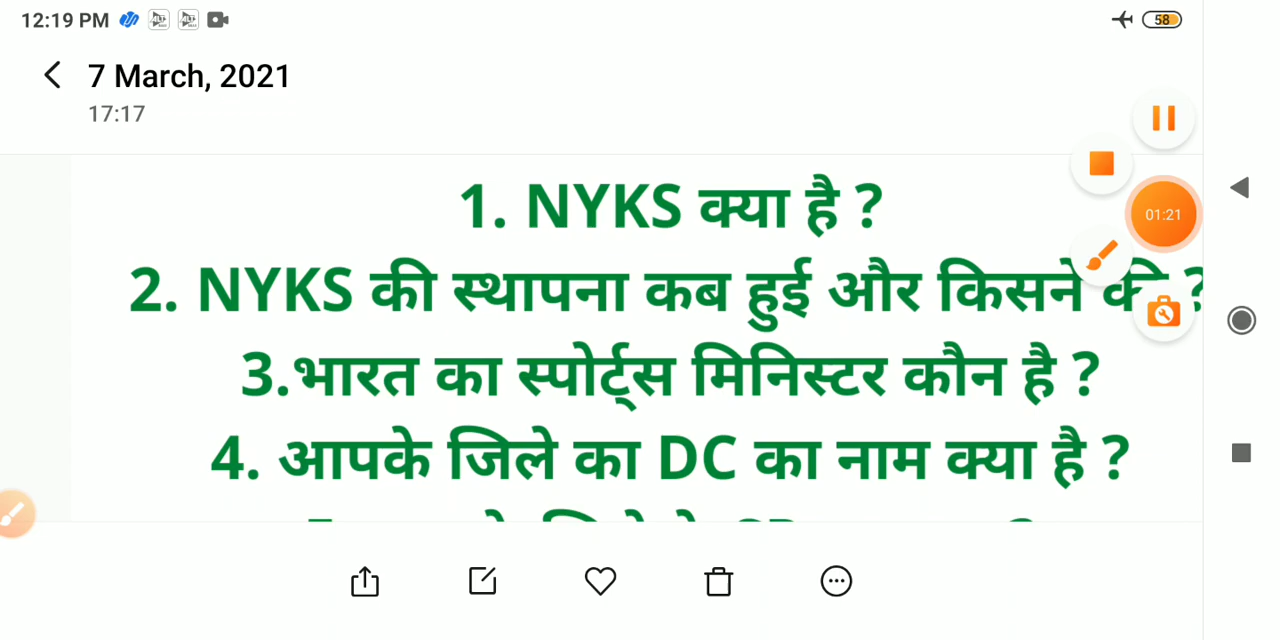 12:19 PM
58
7 March, 2021
17:17
1. NYKS क्या है ?
2. NYKS की स्थापना कब हुई और किसने की ?
3.भारत का स्पोर्ट्स मिनिस्टर कौन है ?
4. आपके जिले का DC का नाम क्या है ?
01:21